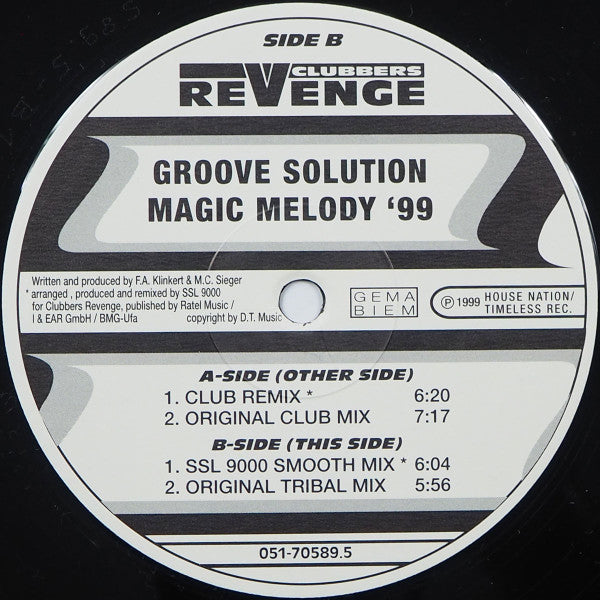 SIDE B
CLUBBERS
REVENGE
GROOVE SOLUTION
MAGIC MELODY '99
Written and produced by F.A. Klinkert & M.C. Sieger
* arranged , produced and remixed by SSL 9000
for Clubbers Revenge, published by Ratel Music /
I & EAR GmbH / BMG-Ufa copyright by D.T. Music
GEMA
BIEM
Ⓟ 1999 HOUSE NATION/
TIMELESS REC.
A-SIDE (OTHER SIDE)
1. CLUB REMIX * 6:20
2. ORIGINAL CLUB MIX 7:17
B-SIDE (THIS SIDE)
1. SSL 9000 SMOOTH MIX * 6:04
2. ORIGINAL TRIBAL MIX 5:56
051-70589.5